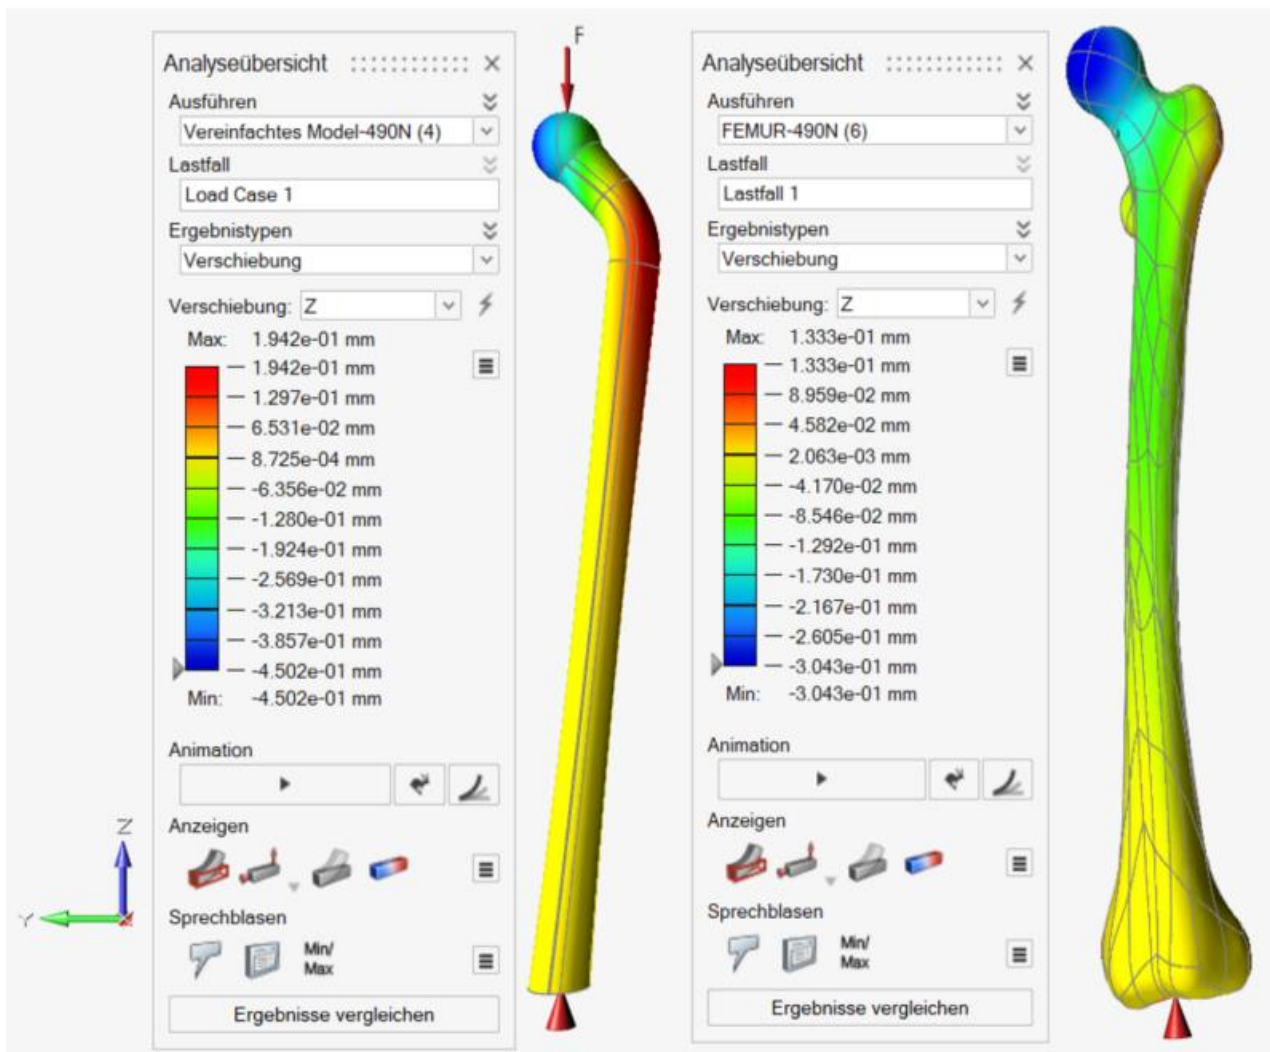 F
Analyseübersicht
Ausführen
Vereinfachtes Model-490N (4)
Lastfall
Load Case 1
Ergebnistypen
Verschiebung
Verschiebung: Z
Max: 1.942e-01 mm
1.942e-01 mm
1.297e-01 mm
6.531e-02 mm
8.725e-04 mm
-6.356e-02 mm
-1.280e-01 mm
-1.924e-01 mm
-2.569e-01 mm
-3.213e-01 mm
-3.857e-01 mm
-4.502e-01 mm
Min: -4.502e-01 mm
Animation
Anzeigen
Sprechblasen
Min/
Max
Ergebnisse vergleichen
Z
Y
Analyseübersicht
Ausführen
FEMUR-490N (6)
Lastfall
Lastfall 1
Ergebnistypen
Verschiebung
Verschiebung: Z
Max: 1.333e-01 mm
1.333e-01 mm
8.959e-02 mm
4.582e-02 mm
2.063e-03 mm
-4.170e-02 mm
-8.546e-02 mm
-1.292e-01 mm
-1.730e-01 mm
-2.167e-01 mm
-2.605e-01 mm
-3.043e-01 mm
Min: -3.043e-01 mm
Animation
Anzeigen
Sprechblasen
Min/
Max
Ergebnisse vergleichen